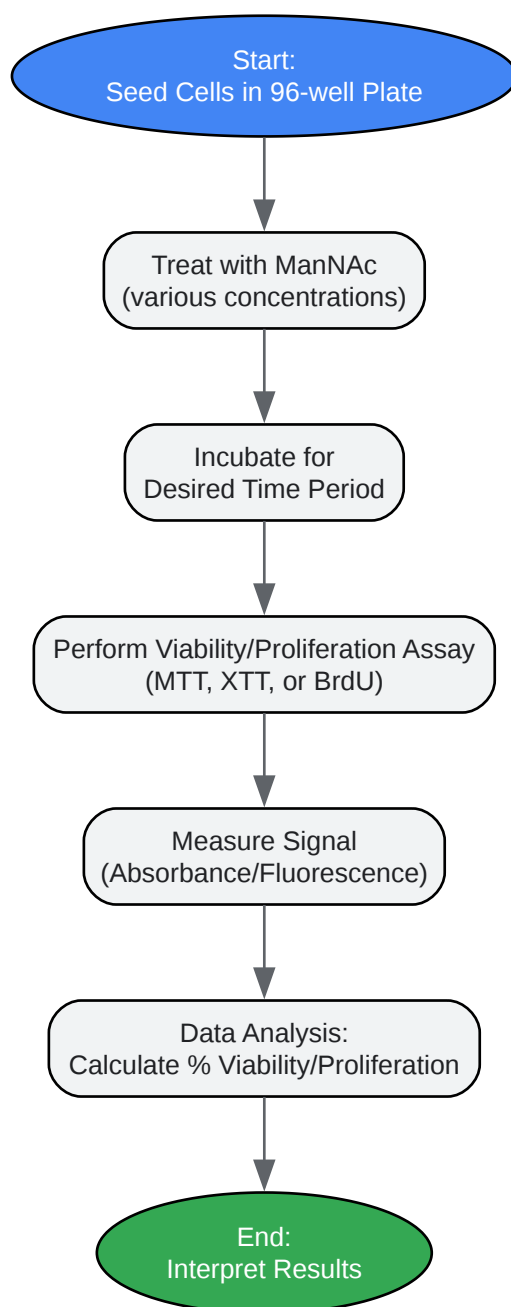 Start:
Seed Cells in 96-well Plate
Treat with ManNAc
(various concentrations)
Incubate for
Desired Time Period
Perform Viability/Proliferation Assay
(MTT, XTT, or BrdU)
Measure Signal
(Absorbance/Fluorescence)
Data Analysis:
Calculate % Viability/Proliferation
End:
Interpret Results